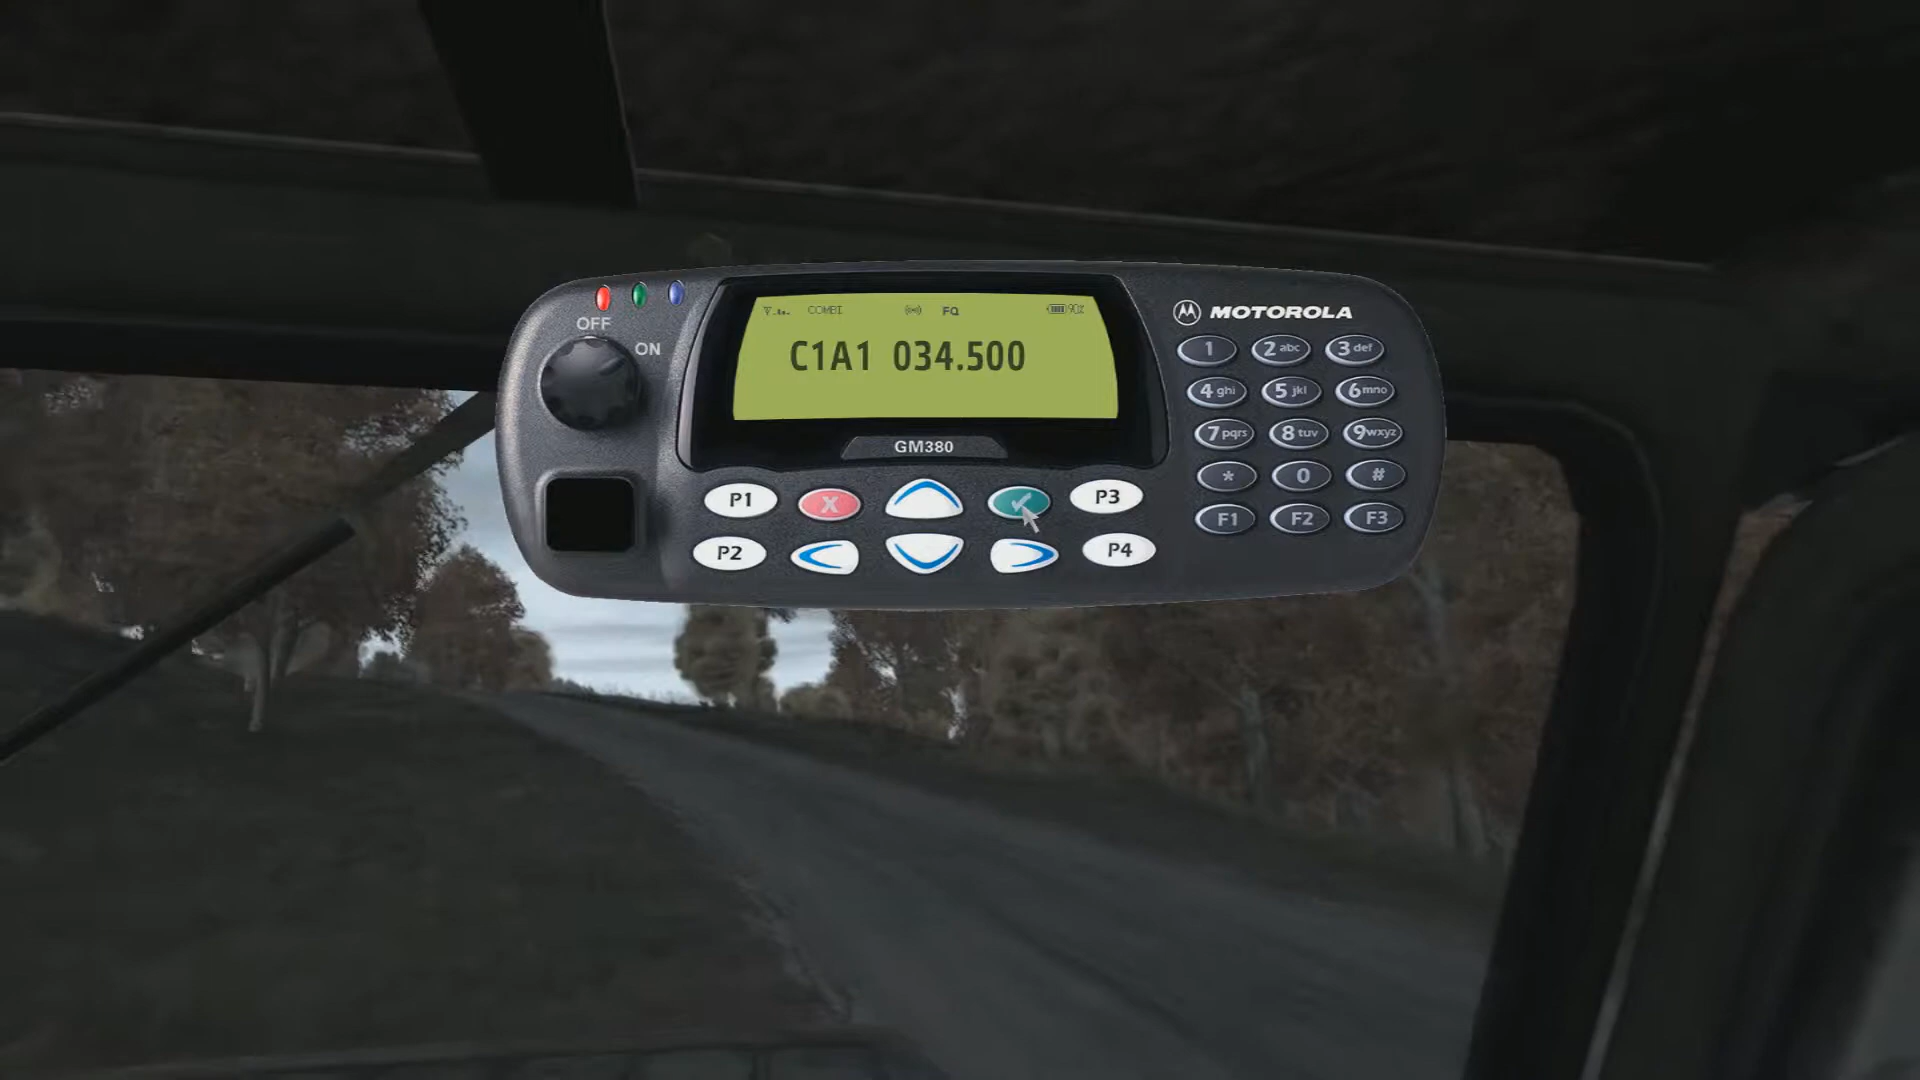 OFF
ON
COMBI FQ 90%
C1A1 034.500
GM380
MOTOROLA
1 2 abc 3 def
4 ghi 5 jkl 6 mno
7 pqrs 8 tuv 9 wxyz
* 0 #
F1 F2 F3
P1 X P3
P2 P4